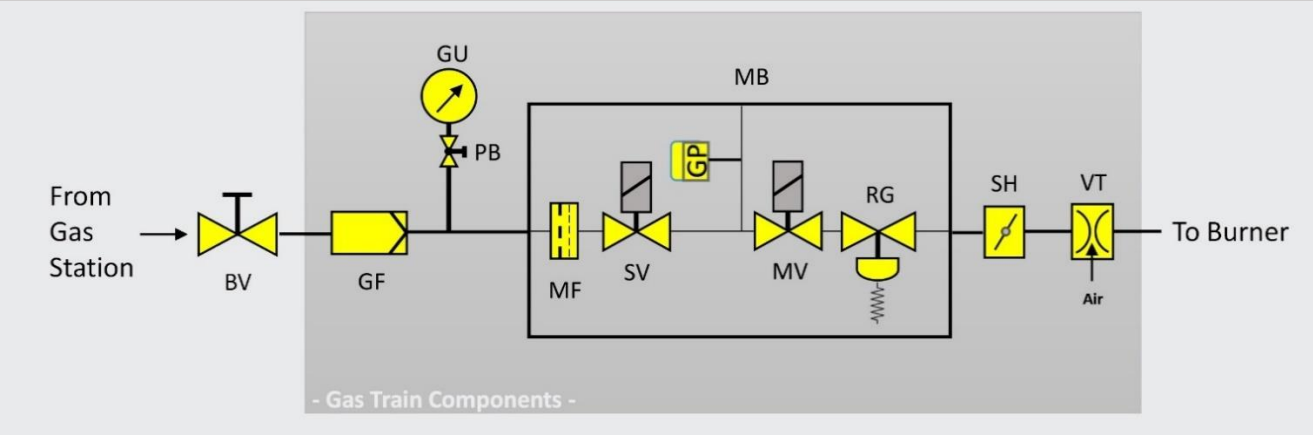 GU
MB
PB
GP
From
Gas
Station
RG
SH
VT
To Burner
BV
GF
MF
SV
MV
Air
- Gas Train Components -